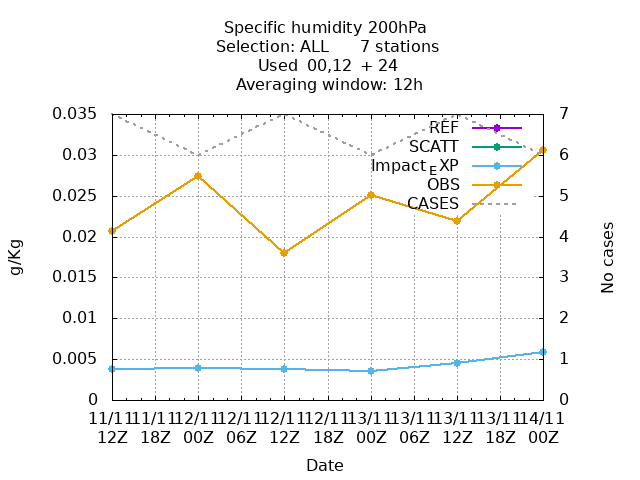 Specific humidity 200hPa
Selection: ALL 7 stations
Used 00,12 + 24
Averaging window: 12h
0.035
0.03
0.025
0.02
0.015
0.01
0.005
0
7
6
5
4
3
2
1
0
REF
SCATT
Impact_EXP
OBS
CASES
g/Kg
No cases
11/11 11/11 12/11 12/11 12/11 12/11 13/11 13/11 13/11 13/11 14/11
12Z 18Z 00Z 06Z 12Z 18Z 00Z 06Z 12Z 18Z 00Z
Date